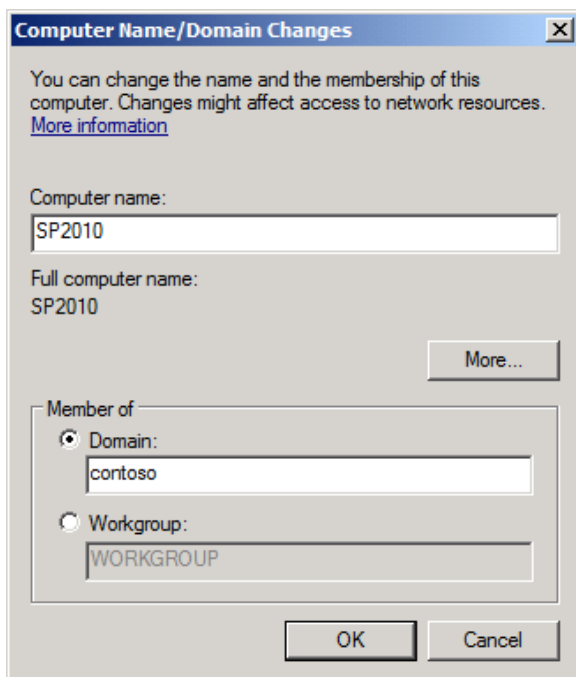 Computer Name/Domain Changes
You can change the name and the membership of this
computer. Changes might affect access to network resources.
More information
Computer name:
SP2010
Full computer name:
SP2010
More...
Member of
Domain:
contoso
Workgroup:
WORKGROUP
OK Cancel